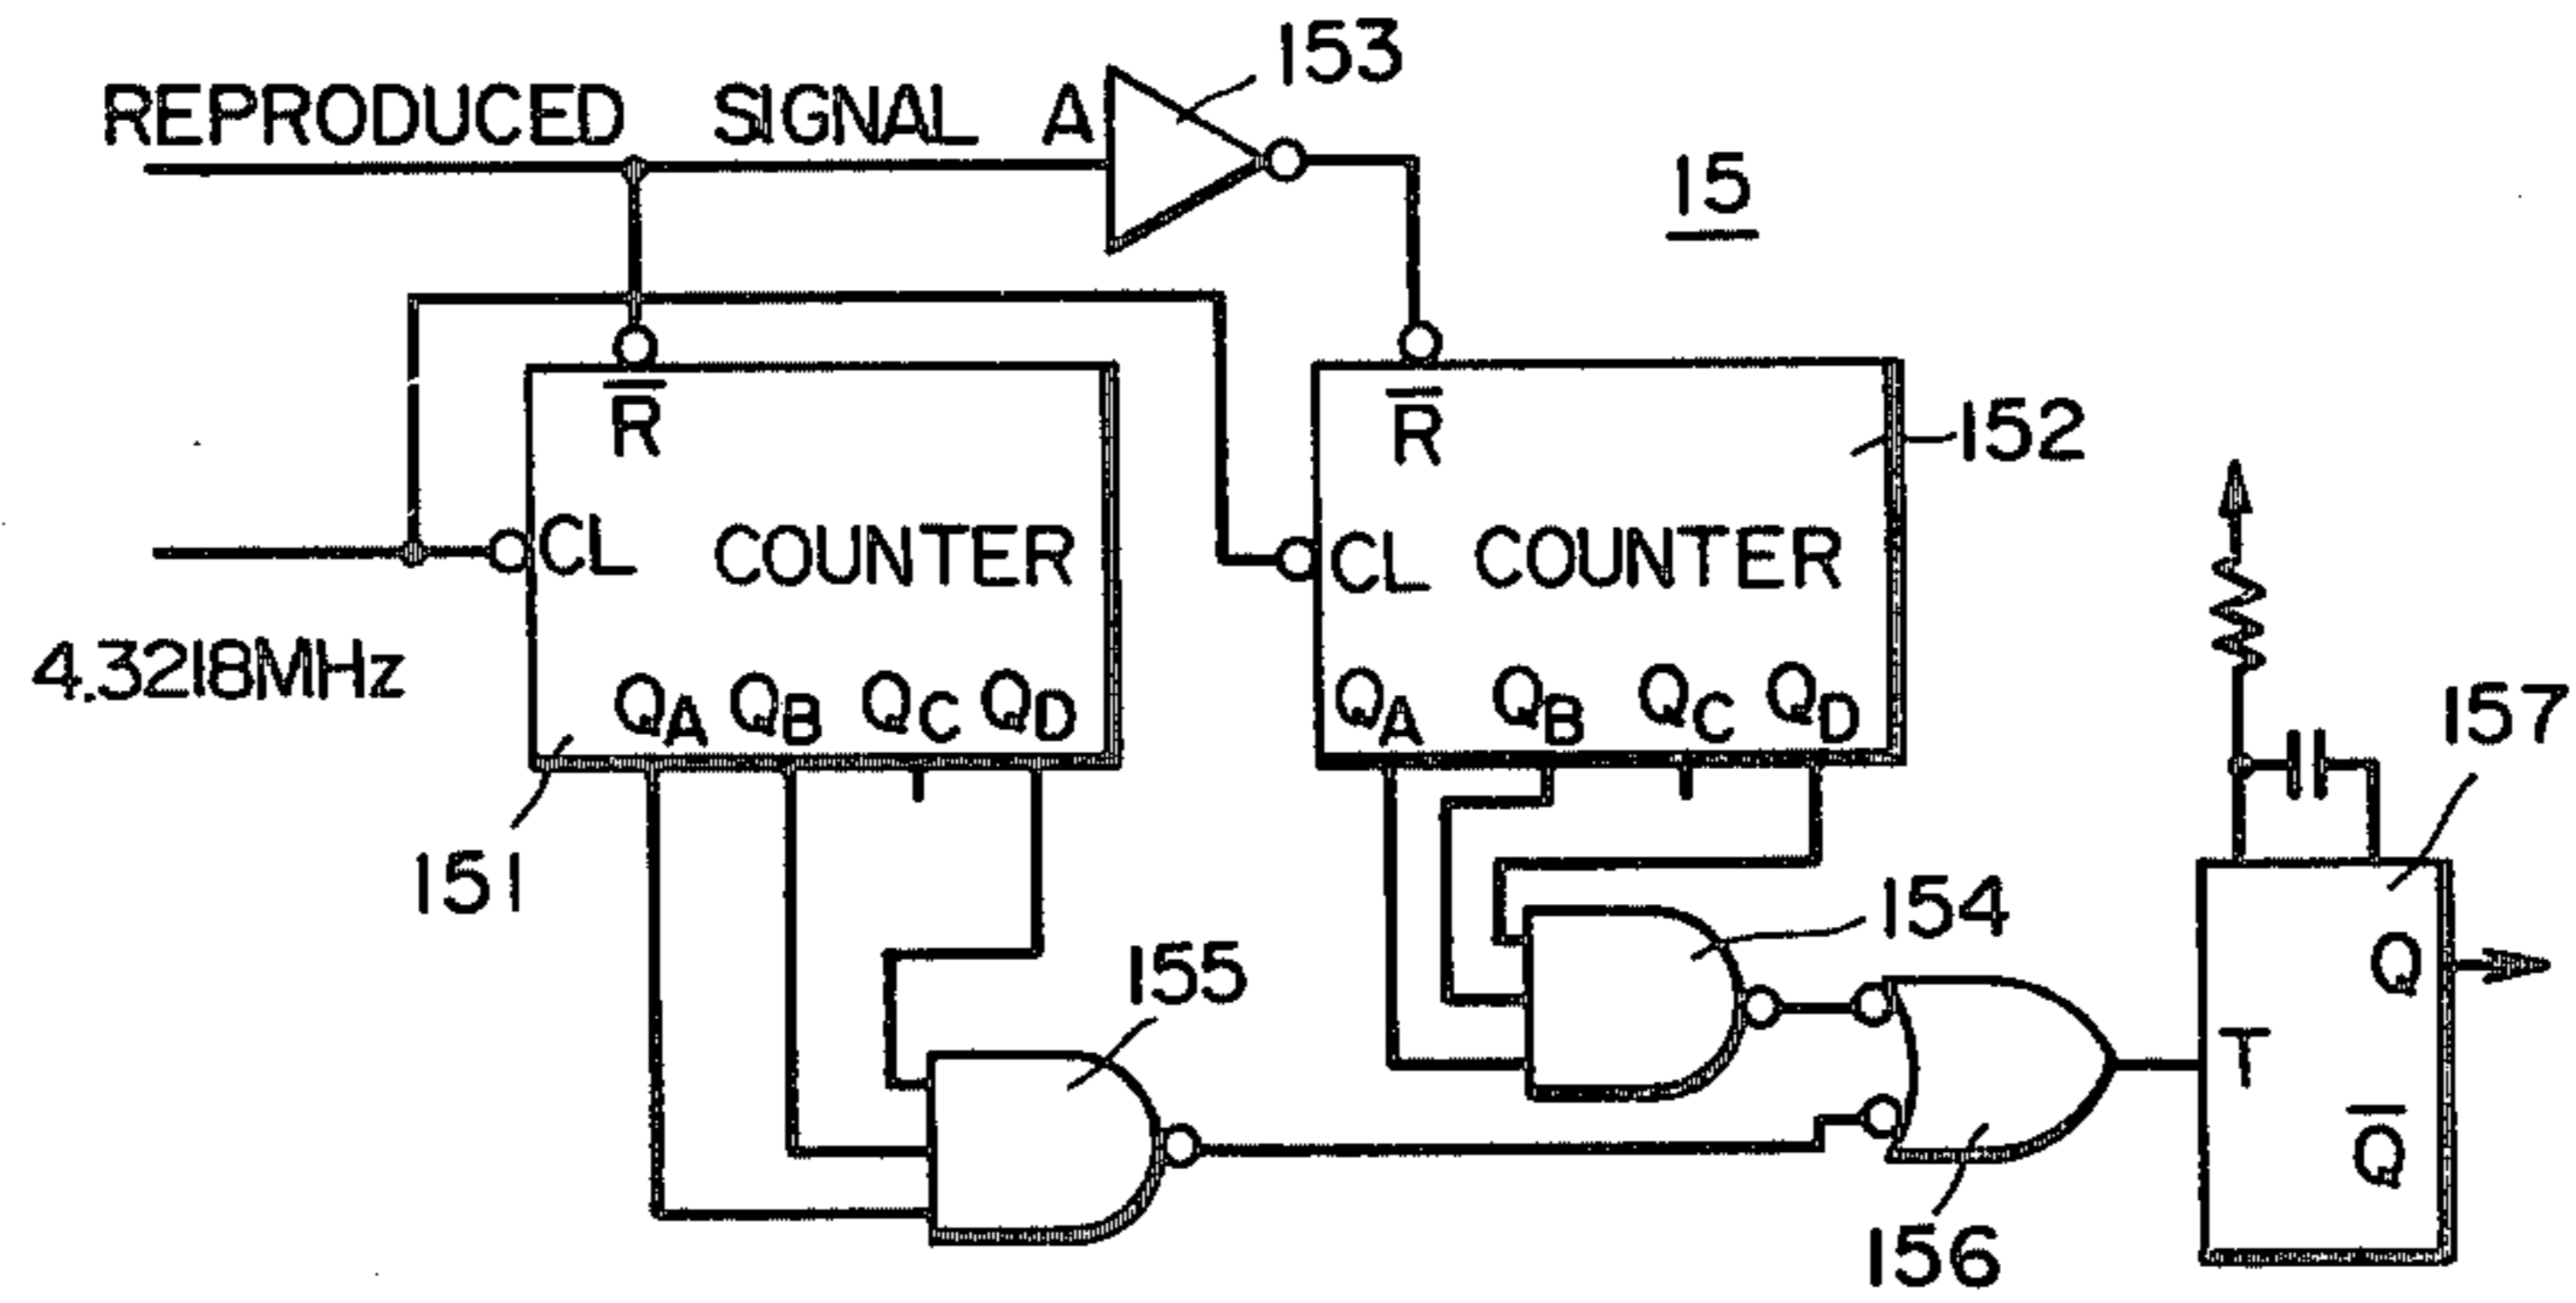 153
REPRODUCED SIGNAL A
15
R̅
R̅
152
CL COUNTER
CL COUNTER
4.3218MHz
QA QB QC QD
QA QB QC QD
157
151
154
155
Q
T
Q̅
156